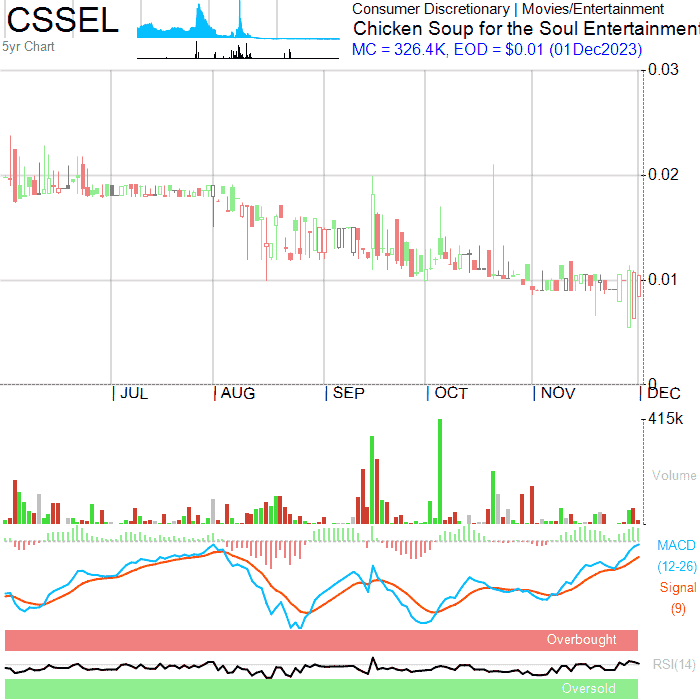 CSSEL
5yr Chart
Consumer Discretionary | Movies/Entertainment
Chicken Soup for the Soul Entertainment
MC = 326.4K, EOD = $0.01 (01Dec2023)
0.03
0.02
0.01
0
JUL AUG SEP OCT NOV DEC
415k
Volume
MACD
(12-26)
Signal
(9)
Overbought
RSI(14)
Oversold